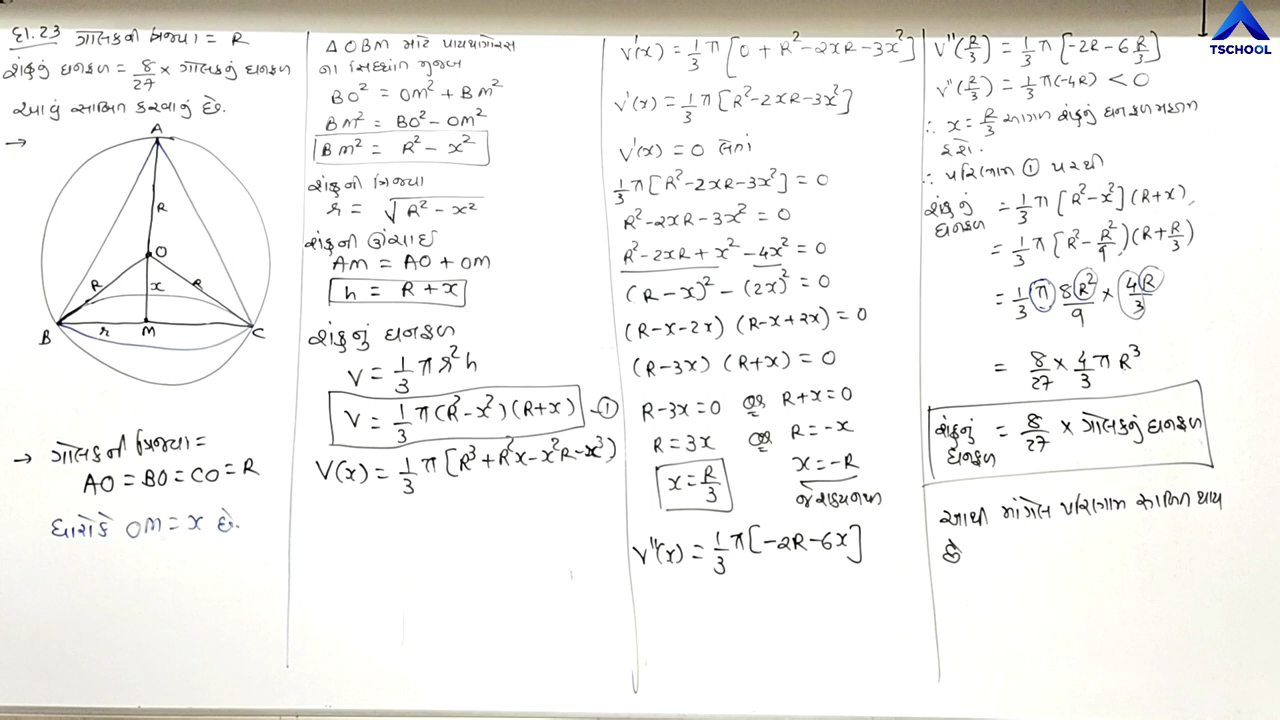 દા.23 ગોલકની ત્રિજ્યા = R
શંકુનું ઘનફળ = 8/27 × ગોલકનું ઘનફળ
આવું સાબિત કરવાનું છે.
→
A
R
O
R
R
x
B
r
M
C
→ ગોલકની ત્રિજ્યા =
AO = BO = CO = R
ધારોકે OM = x છે.
Δ OBM માટે પાયથાગોરસ
ના સિદ્ધાંત મુજબ
BO² = OM² + BM²
BM² = BO² - OM²
BM² = R² - x²
શંકુની ત્રિજ્યા
r = √(R² - x²)
શંકુની ઊંચાઇ
AM = AO + OM
h = R + x
શંકુનું ઘનફળ
V = 1/3 π r² h
V = 1/3 π (R² - x²) (R + x) -①
V(x) = 1/3 π [R³ + R²x - x²R - x³]
V'(x) = 1/3 π [0 + R² - 2xR - 3x²]
V'(x) = 1/3 π [R² - 2xR - 3x²]
V'(x) = 0 લેતાં
1/3 π [R² - 2xR - 3x²] = 0
R² - 2xR - 3x² = 0
R² - 2xR + x² - 4x² = 0
(R - x)² - (2x)² = 0
(R - x - 2x) (R - x + 2x) = 0
(R - 3x) (R + x) = 0
R - 3x = 0 OR R + x = 0
R = 3x OR R = -x
x = R/3 x = -R
જે શક્ય નથી
V''(x) = 1/3 π [-2R - 6x]
V''(R/3) = 1/3 π [-2R - 6 R/3]
V''(R/3) = 1/3 π (-4R) < 0
∴ x = R/3 આગળ શંકુનું ઘનફળ મહત્તમ
હશે.
∴ પરિણામ ① પરથી
શંકુનું ઘનફળ = 1/3 π [R² - x²] (R + x)
= 1/3 π [R² - R²/9) (R + R/3)
= 1/3 π 8R²/9 × 4R/3
= 8/27 × 4/3 π R³
શંકુનું ઘનફળ = 8/27 × ગોલકનું ઘનફળ
આથી માંગેલ પરિણામ સાબિત થાય
છે
TSCHOOL